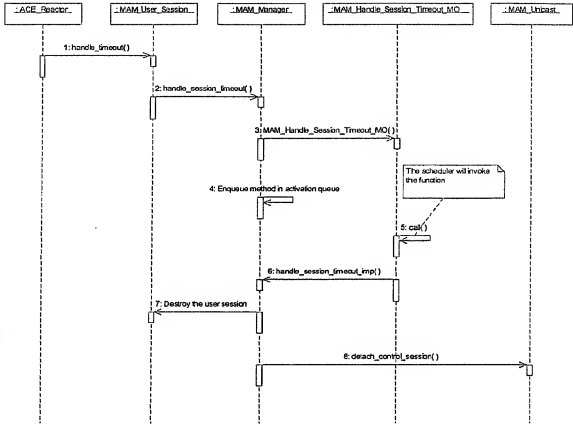 : ACE_Reactor
: MAM_User_Session
: MAM_Manager
: MAM_Handle_Session_Timeout_MO
: MAM_Unicast
1: handle_timeout( )
2: handle_session_timeout( )
3: MAM_Handle_Session_Timeout_MO( )
The scheduler will invoke
the function
4: Enqueue method in activation queue
5: call( )
6: handle_session_timeout_imp( )
7: Destroy the user session
8: detach_control_session( )